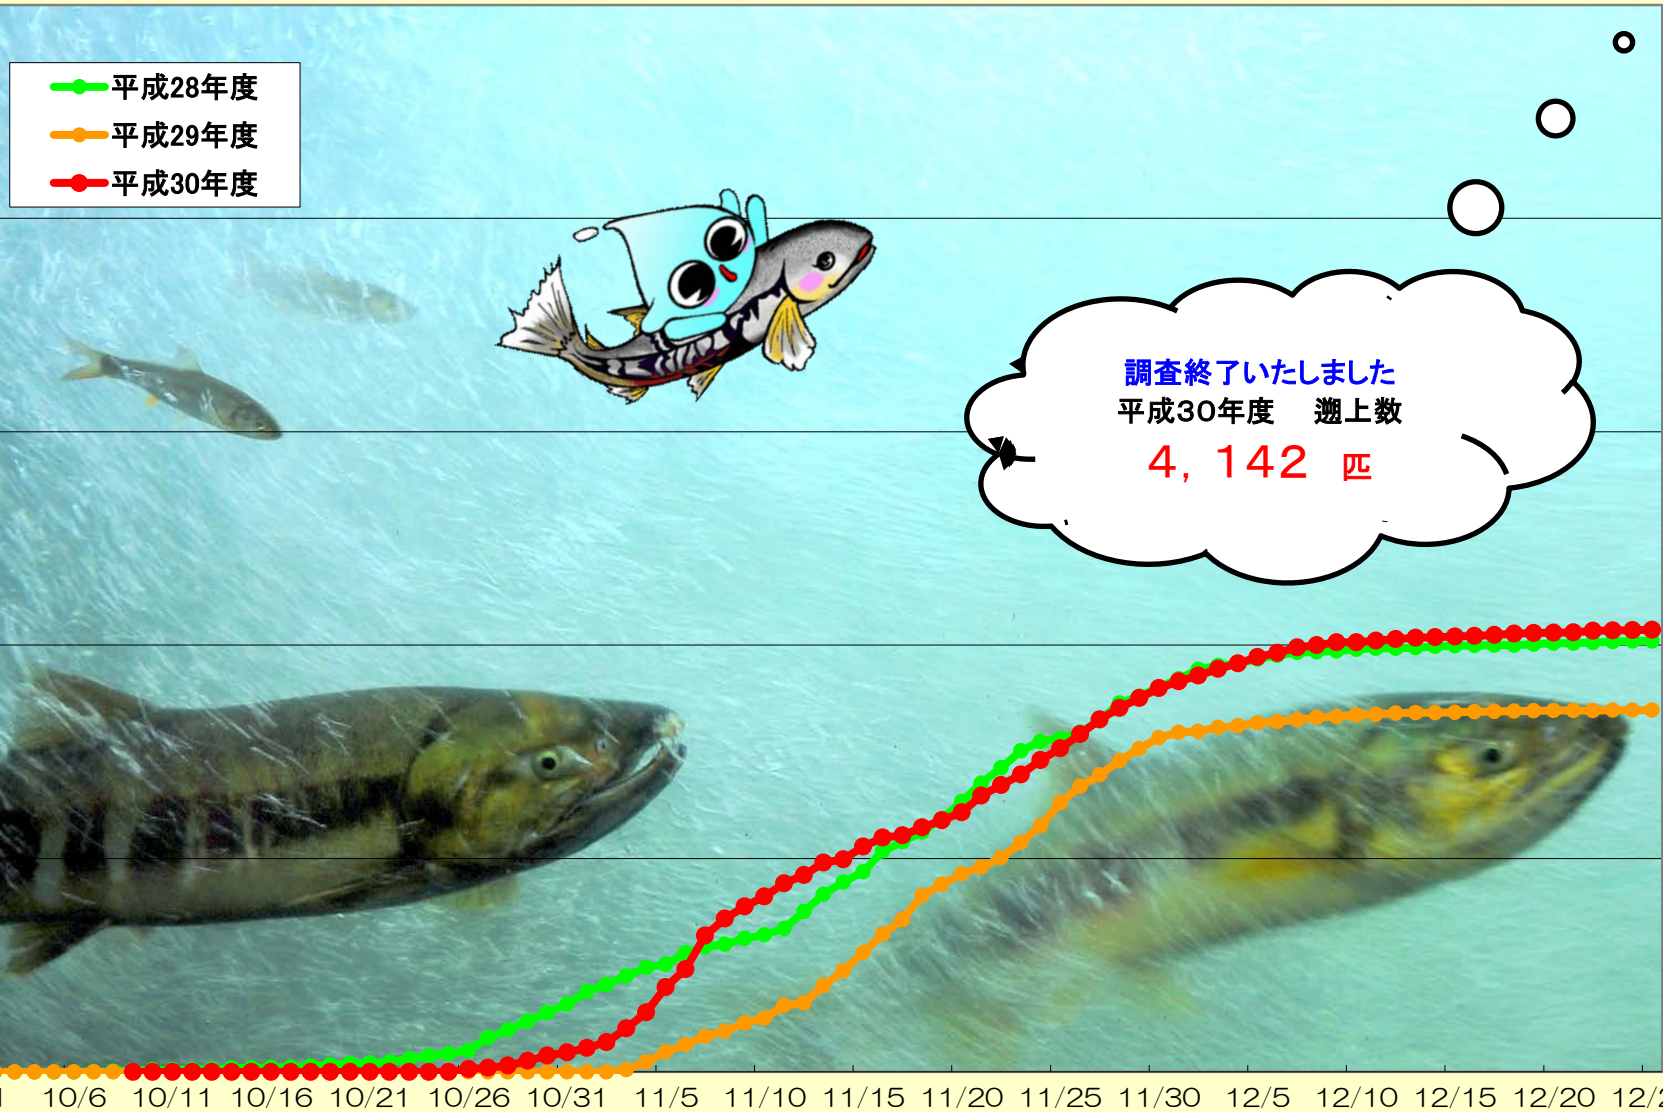 平成28年度
平成29年度
平成30年度
調査終了いたしました
平成３０年度　遡上数
４，１４２　匹
10/6 10/11 10/16 10/21 10/26 10/31 11/5 11/10 11/15 11/20 11/25 11/30 12/5 12/10 12/15 12/20